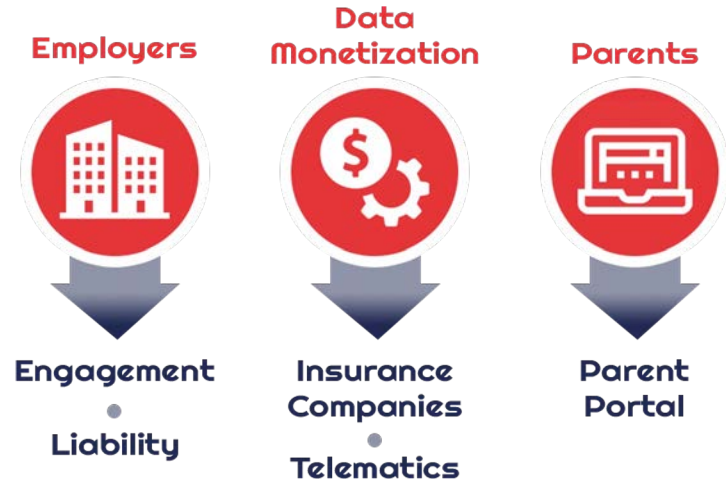 Employers
Data
Monetization
Parents
$
Engagement
Liability
Insurance
Companies
Telematics
Parent
Portal